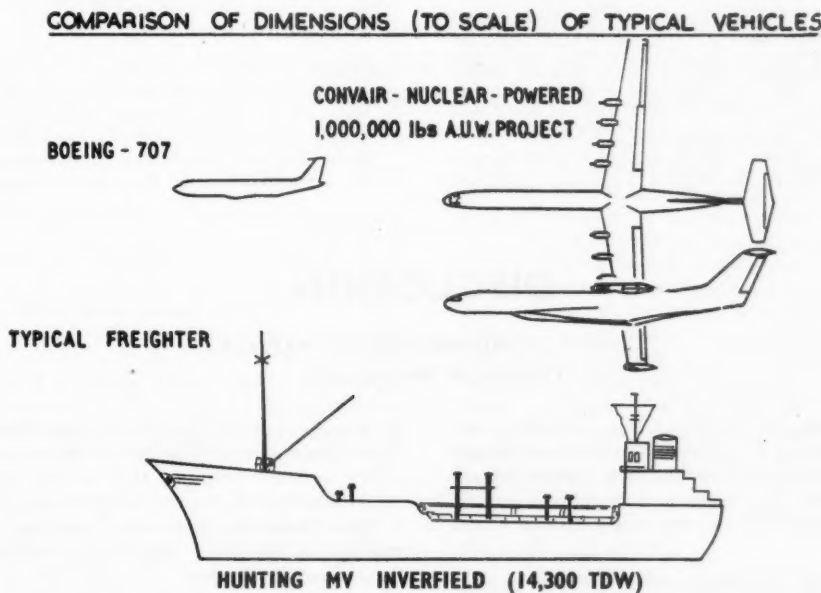 COMPARISON OF DIMENSIONS (TO SCALE) OF TYPICAL VEHICLES
CONVAIR - NUCLEAR - POWERED
1,000,000 lbs A.U.W. PROJECT
BOEING - 707
TYPICAL FREIGHTER
HUNTING MV INVERFIELD (14,300 TDW)